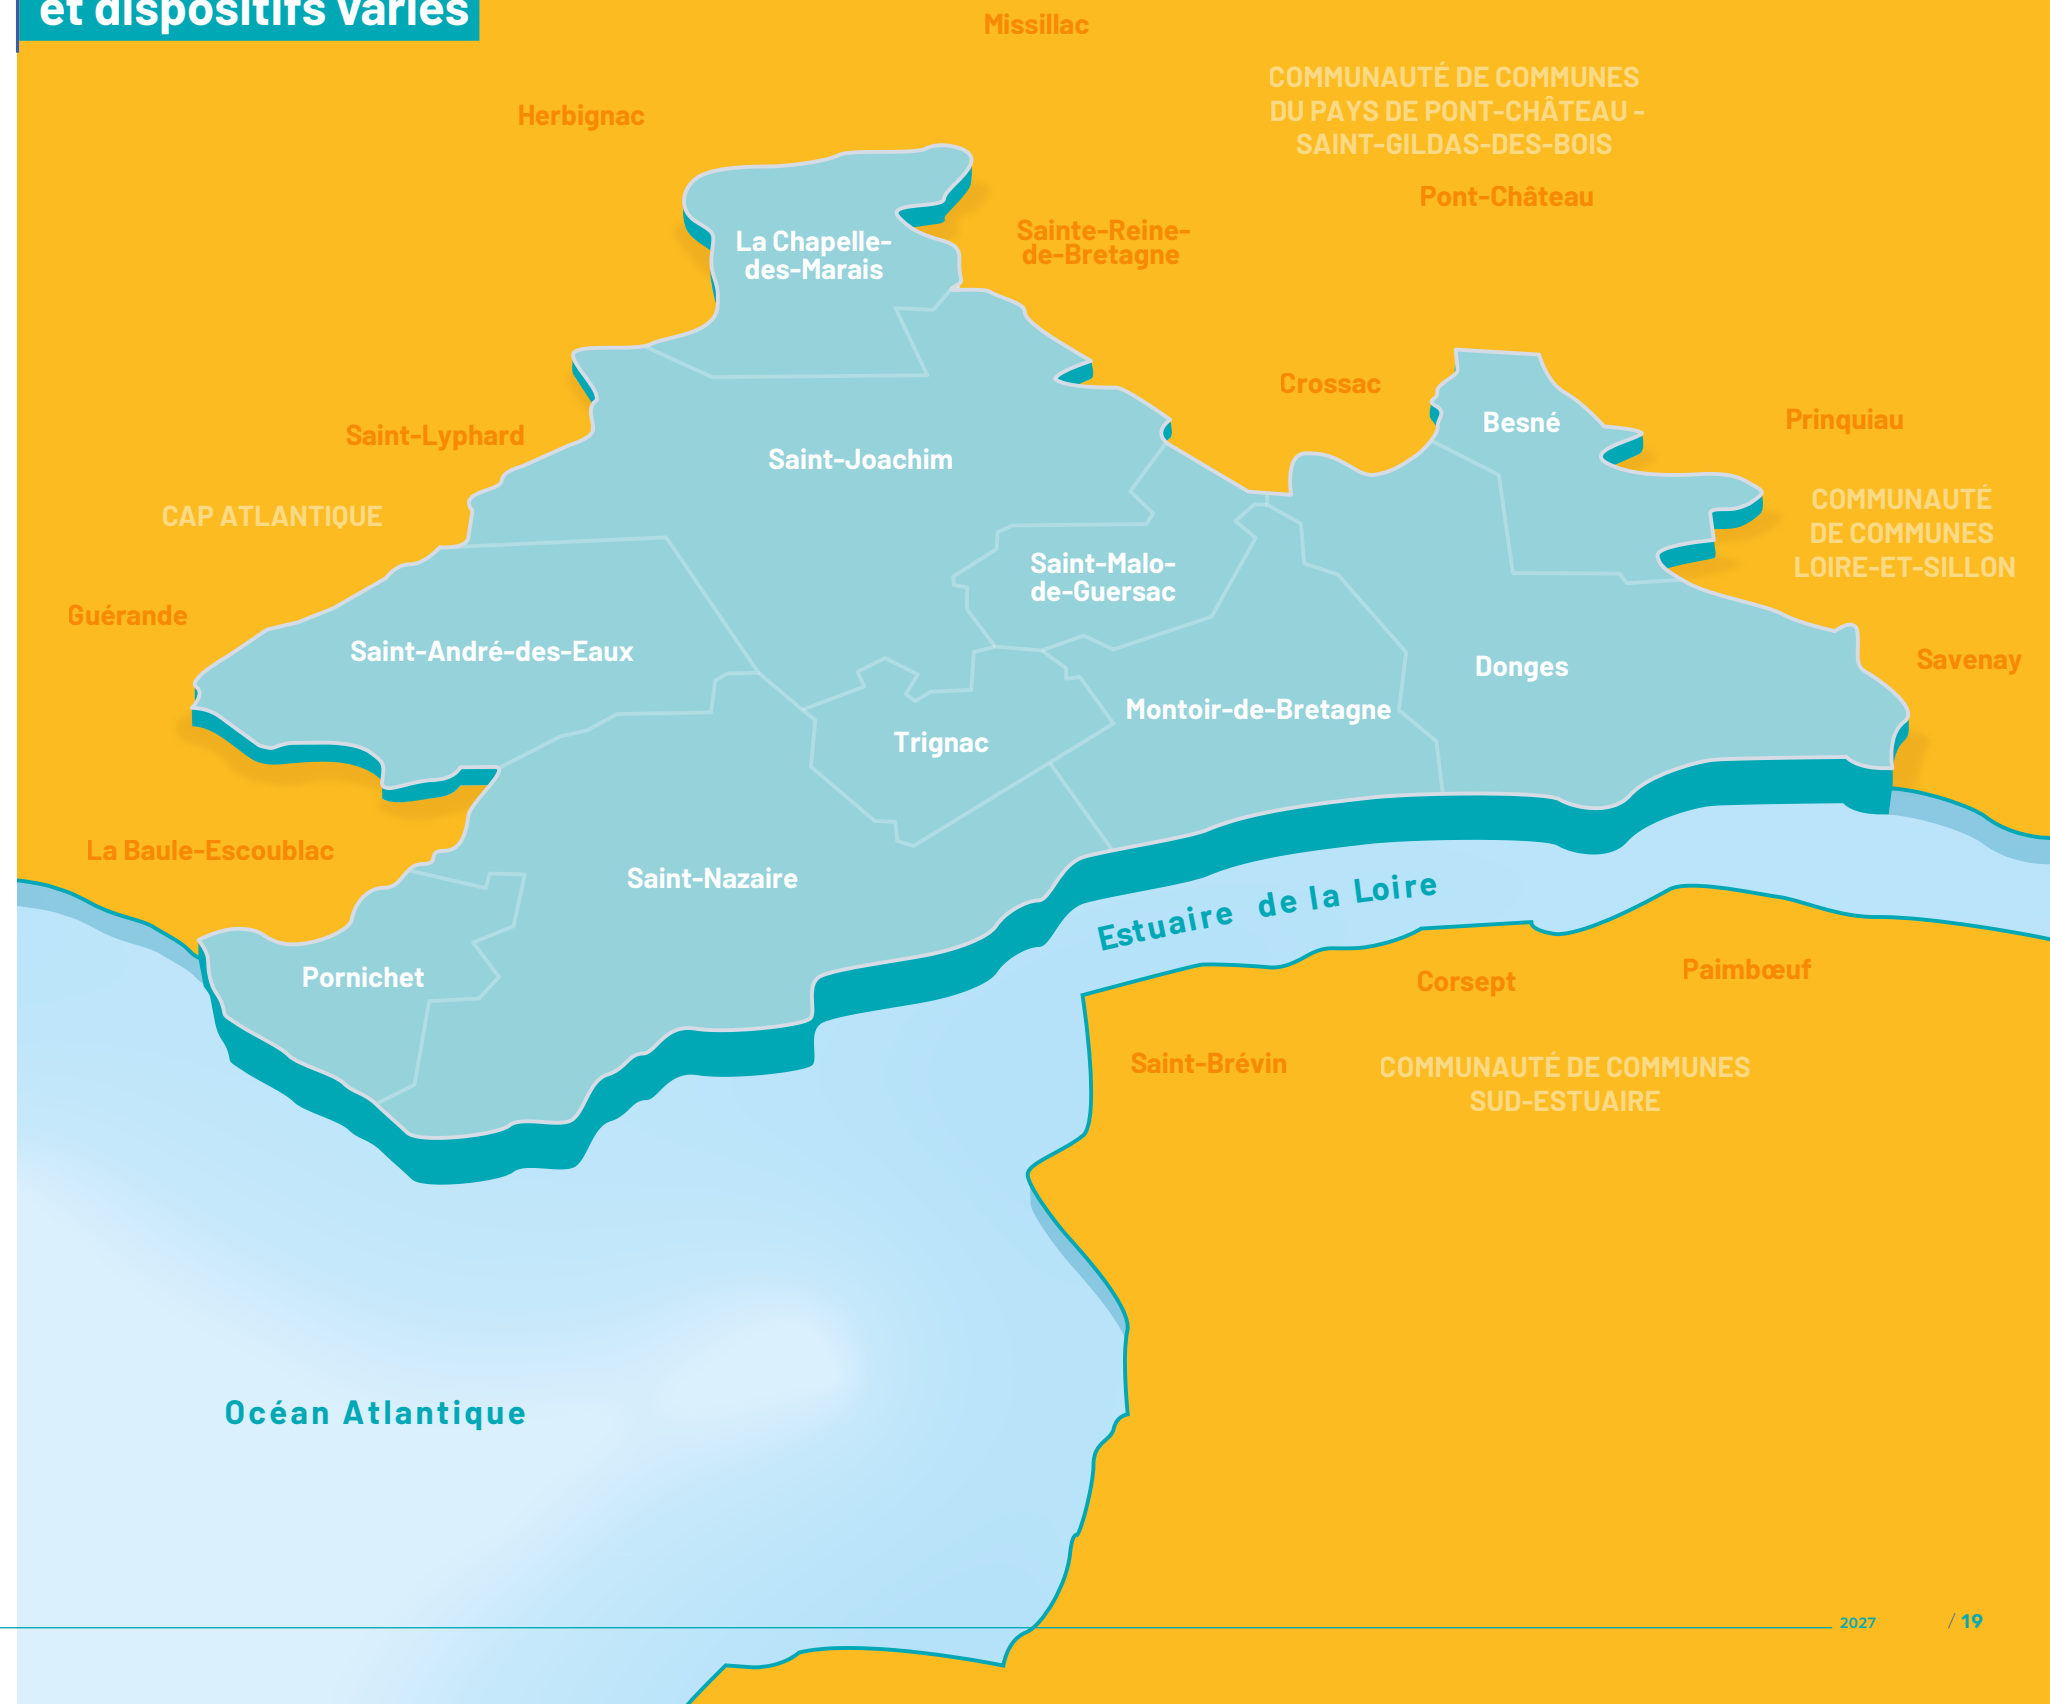 et dispositifs variés
Missillac
COMMUNAUTÉ DE COMMUNES
DU PAYS DE PONT-CHÂTEAU -
SAINT-GILDAS-DES-BOIS
Herbignac
Pont-Château
Sainte-Reine-
de-Bretagne
La Chapelle-
des-Marais
Crossac
Besné
Prinquiau
Saint-Lyphard
Saint-Joachim
CAP ATLANTIQUE
COMMUNAUTÉ
DE COMMUNES
LOIRE-ET-SILLON
Saint-Malo-
de-Guersac
Guérande
Saint-André-des-Eaux
Donges
Savenay
Montoir-de-Bretagne
Trignac
La Baule-Escoublac
Saint-Nazaire
Estuaire de la Loire
Pornichet
Corsept
Paimbœuf
Saint-Brévin
COMMUNAUTÉ DE COMMUNES
SUD-ESTUAIRE
Océan Atlantique
2027 / 19